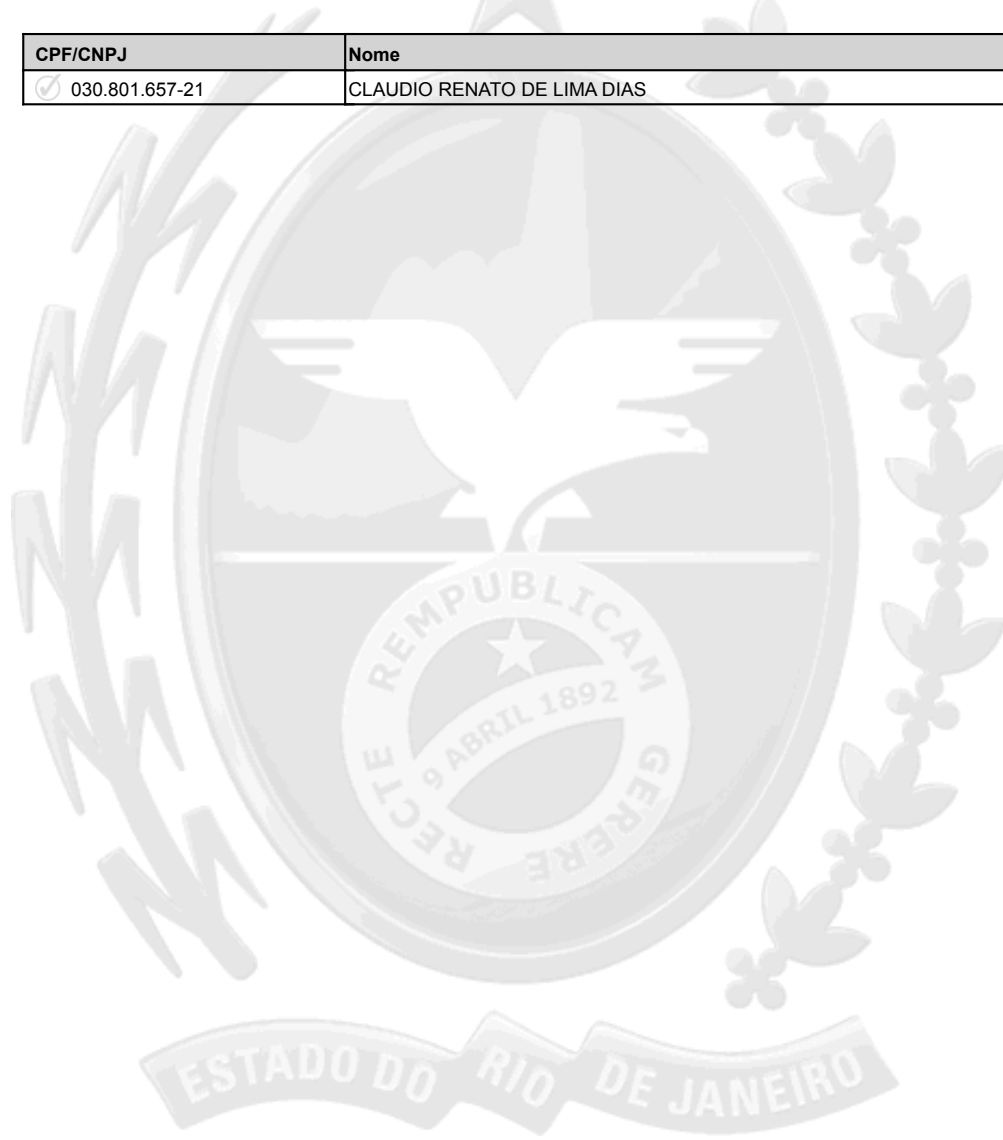 CPF/CNPJ Nome
030.801.657-21 CLAUDIO RENATO DE LIMA DIAS
RECTE REMPUBLICAM GERERE
9 ABRIL 1892
ESTADO DO RIO DE JANEIRO